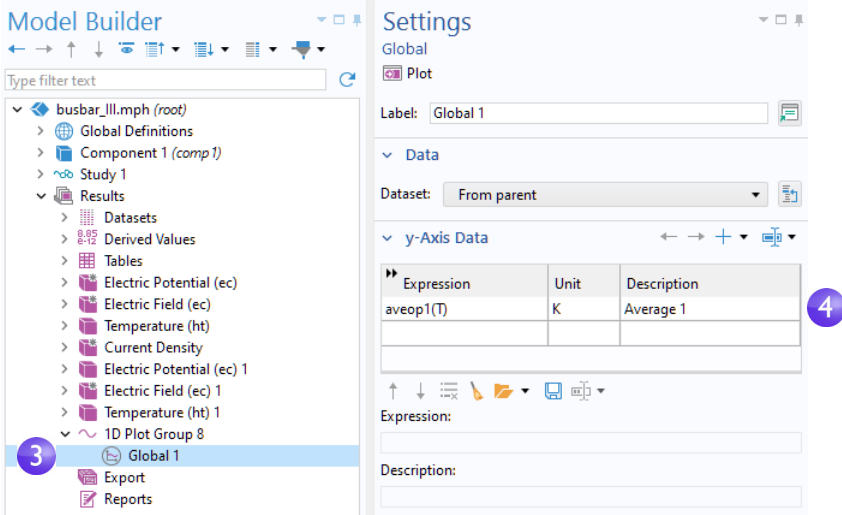 Model Builder
Type filter text
busbar_III.mph (root)
Global Definitions
Component 1 (comp1)
Study 1
Results
Datasets
8.85
e-12 Derived Values
Tables
Electric Potential (ec)
Electric Field (ec)
Temperature (ht)
Current Density
Electric Potential (ec) 1
Electric Field (ec) 1
Temperature (ht) 1
1D Plot Group 8
3 Global 1
Export
Reports
Settings
Global
Plot
Label: Global 1
Data
Dataset: From parent
y-Axis Data
Expression Unit Description
aveop1(T) K Average 1
4
Expression:
Description: